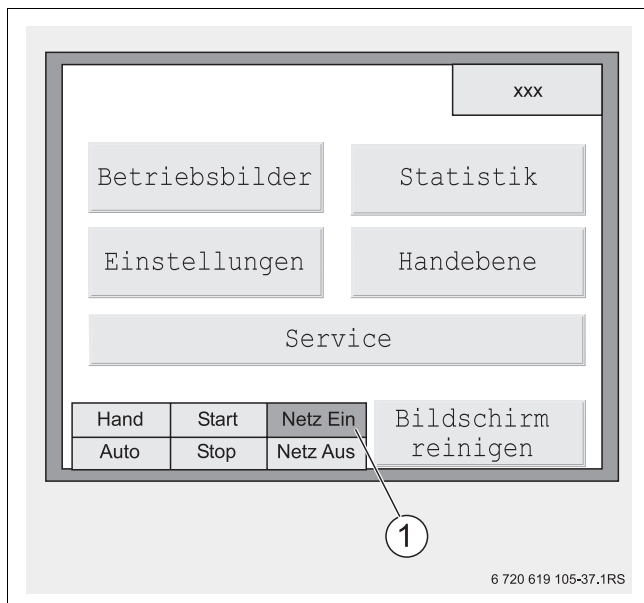 xxx
Betriebsbilder Statistik
Einstellungen Handebene
Service
Hand Start Netz Ein
Auto Stop Netz Aus
Bildschirm
reinigen
1
6 720 619 105-37.1RS